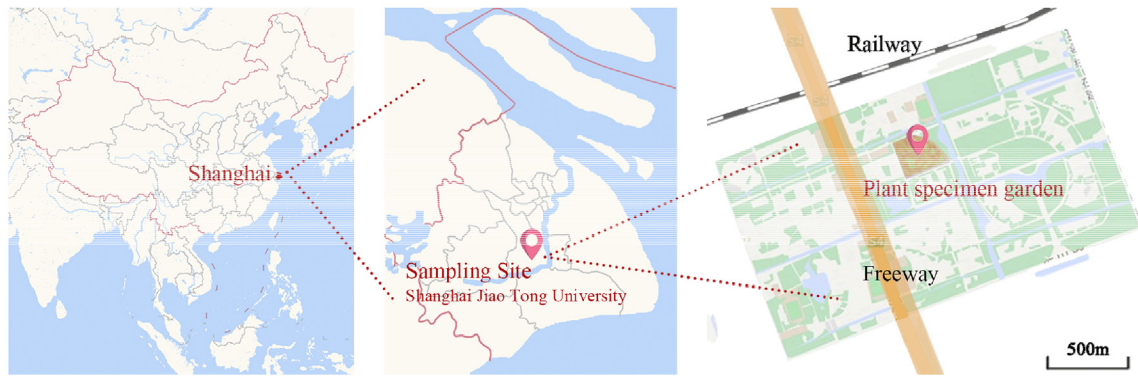 Shanghai
Sampling Site
Shanghai Jiao Tong University
Railway
Plant specimen garden
Freeway
500m